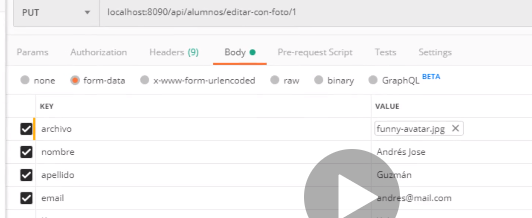 PUT localhost:8090/api/alumnos/editar-con-foto/1
Params Authorization Headers (9) Body Pre-request Script Tests Settings
none form-data x-www-form-urlencoded raw binary GraphQL BETA
KEY VALUE
archivo funny-avatar.jpg
nombre Andrés Jose
apellido Guzmán
email andres@mail.com